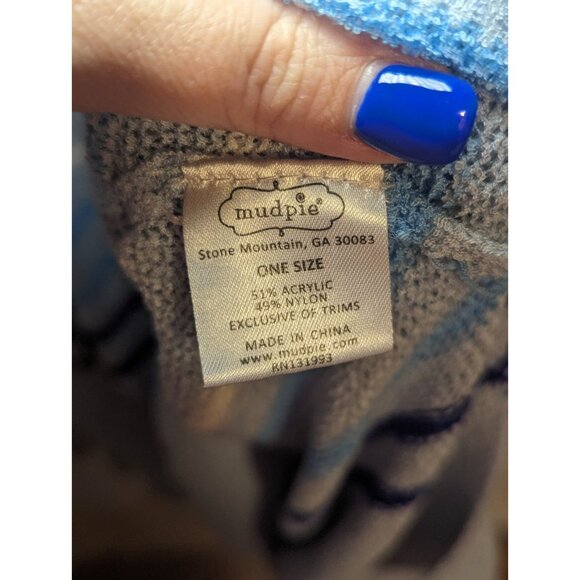 mudpie®
Stone Mountain, GA 30083
ONE SIZE
51% ACRYLIC
49% NYLON
EXCLUSIVE OF TRIMS
MADE IN CHINA
www.mudpie.com
RN131993